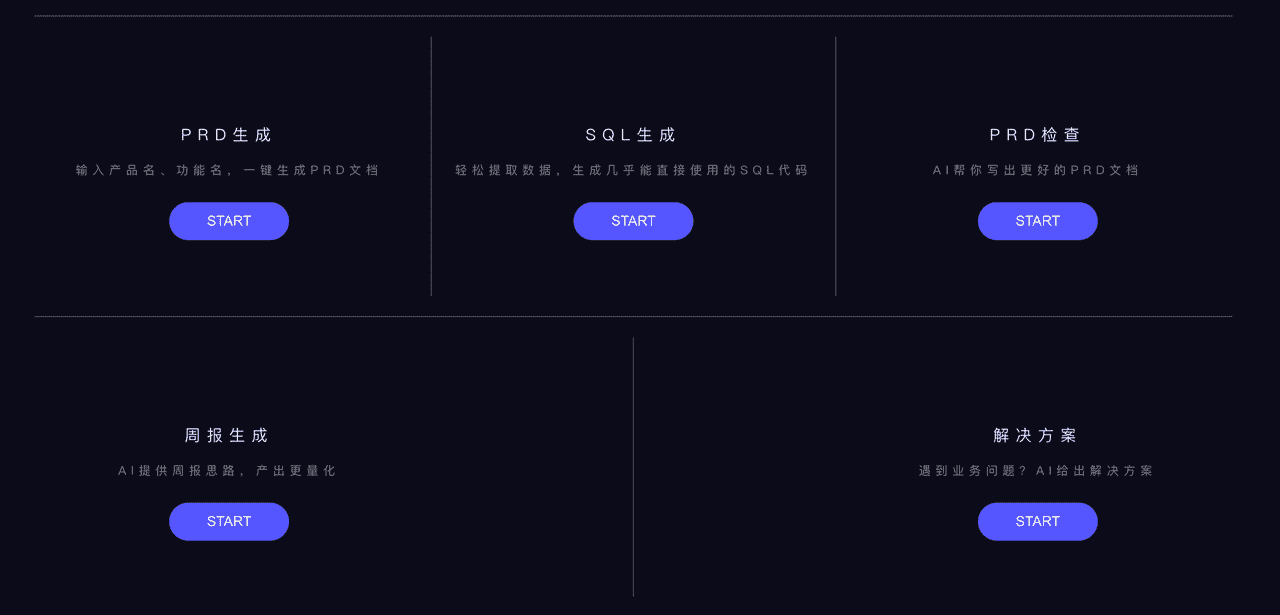 PRD生成
输入产品名、功能名，一键生成PRD文档
START
SQL生成
轻松提取数据，生成几乎能直接使用的SQL代码
START
PRD检查
AI帮你写出更好的PRD文档
START
周报生成
AI提供周报思路，产出更量化
START
解决方案
遇到业务问题？AI给出解决方案
START